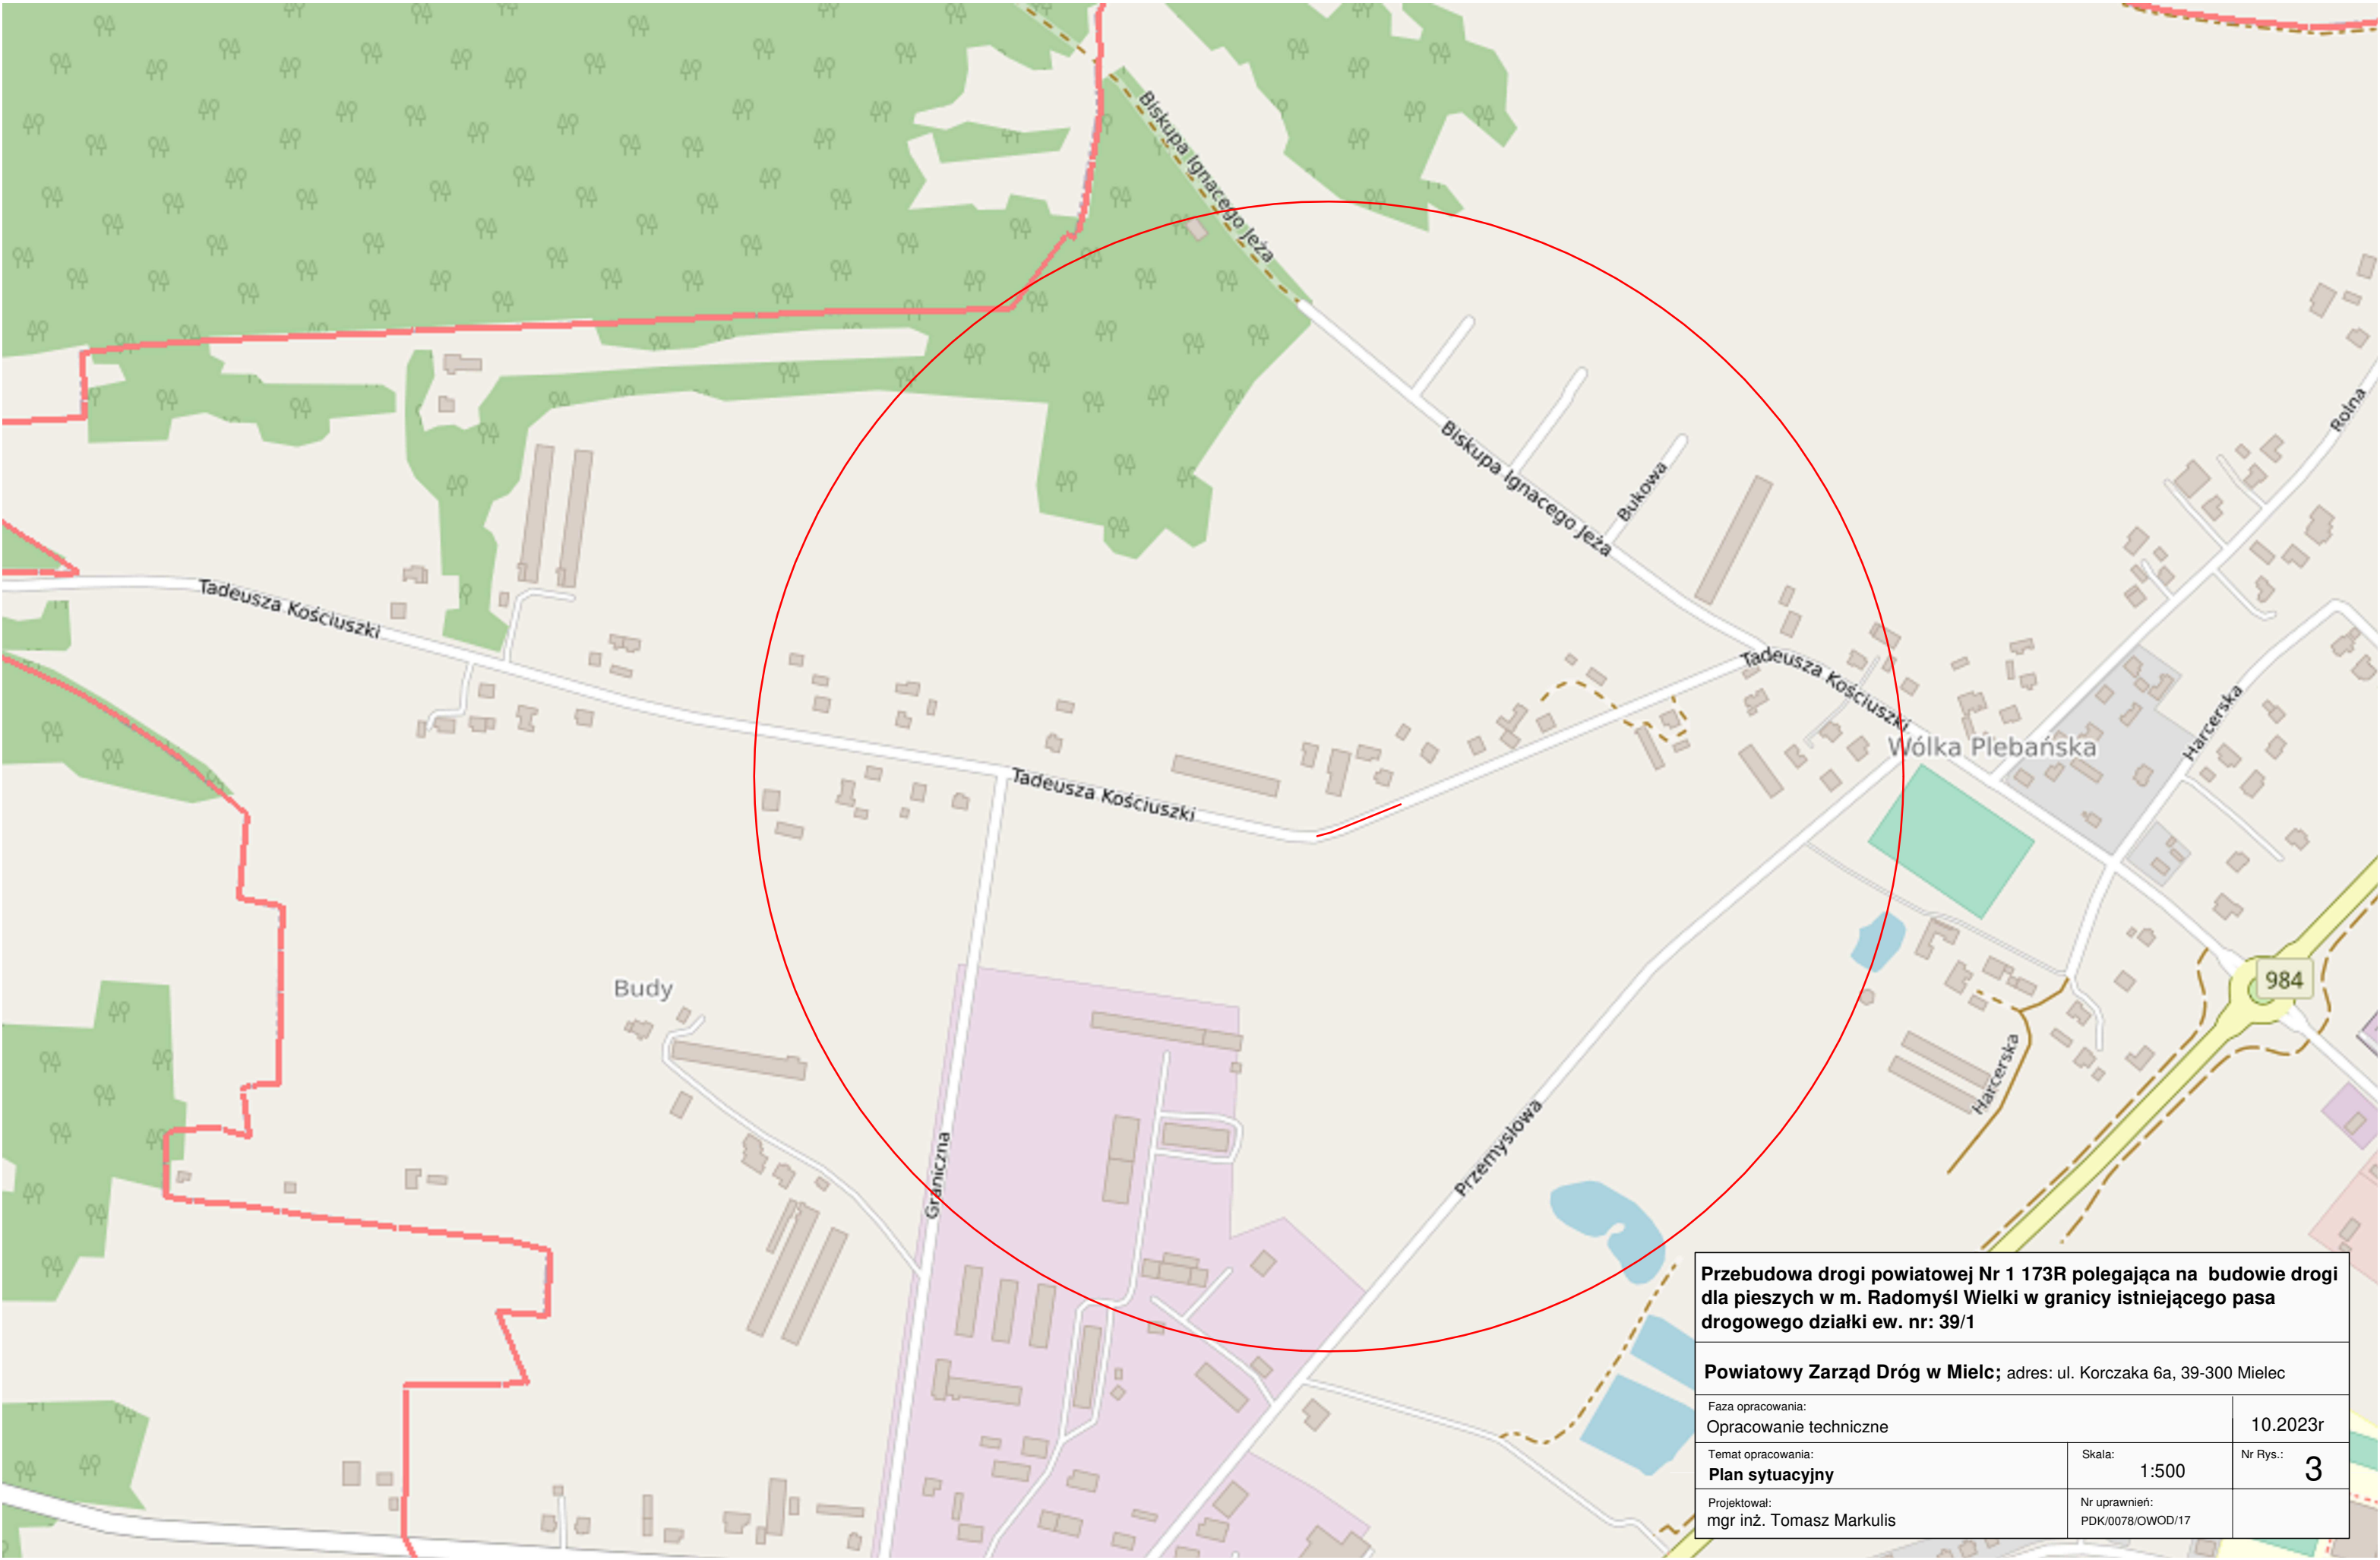 Biskupa Ignacego Jeża
Rolna
Biskupa Ignacego Jeża
Bukowa
Tadeusza Kościuszki
Tadeusza Kościuszki
Harcerska
Wólka Plebańska
Tadeusza Kościuszki
Budy
984
Harcerska
Graniczna
Przemysłowa
Przebudowa drogi powiatowej Nr 1 173R polegająca na budowie drogi
dla pieszych w m. Radomyśl Wielki w granicy istniejącego pasa
drogowego działki ew. nr: 39/1
Powiatowy Zarząd Dróg w Mielc; adres: ul. Korczaka 6a, 39-300 Mielec
Faza opracowania:
Opracowanie techniczne
10.2023r
Temat opracowania:
Plan sytuacyjny
Skala:
1:500
Nr Rys.:
3
Projektował:
mgr inż. Tomasz Markulis
Nr uprawnień:
PDK/0078/OWOD/17